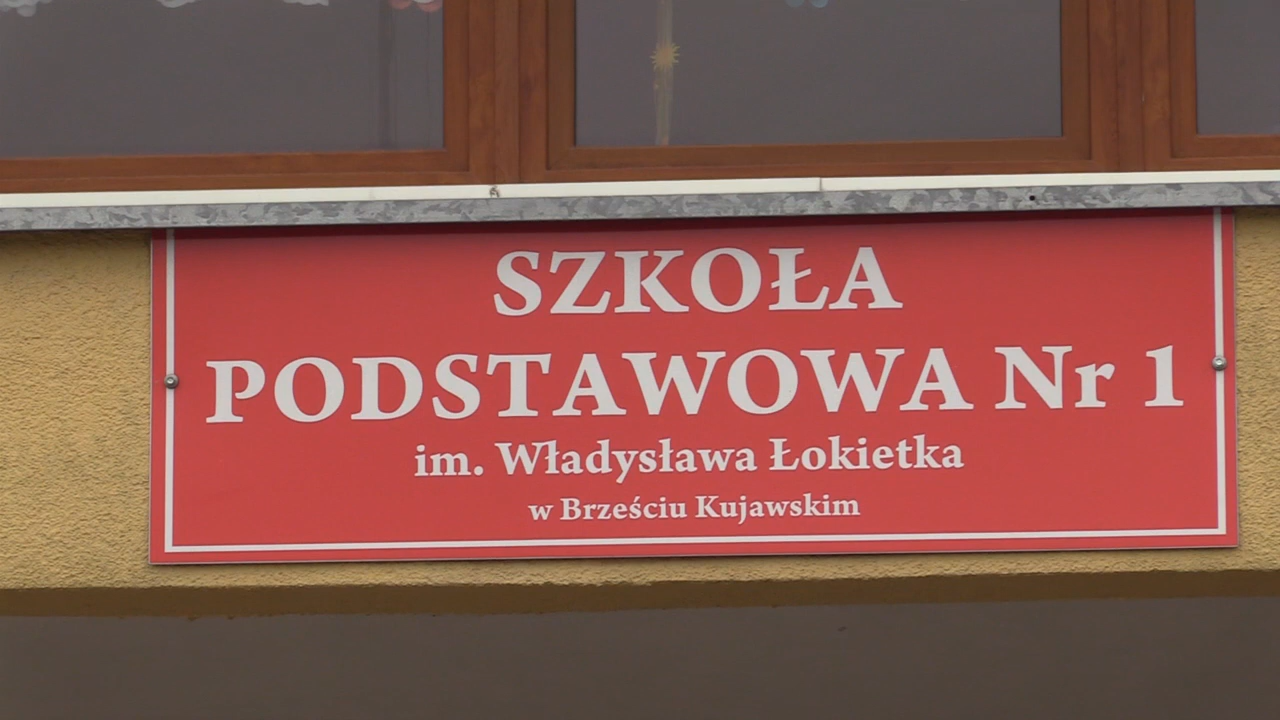 SZKOŁA
PODSTAWOWA Nr 1
im. Władysława Łokietka
w Brześciu Kujawskim